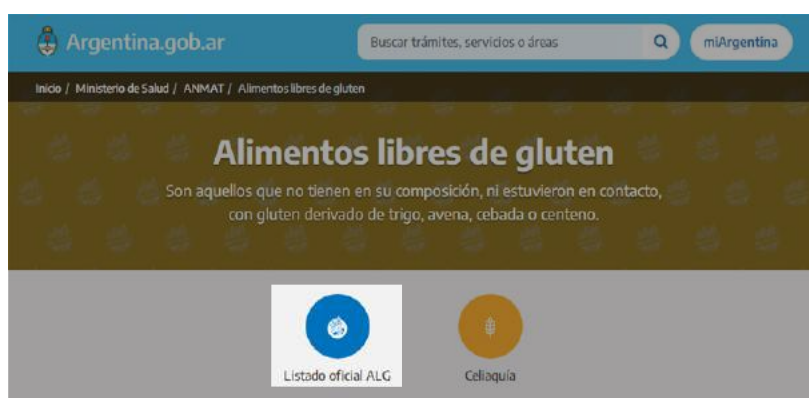 Argentina.gob.ar
Buscar trámites, servicios o áreas
miArgentina
Inicio / Ministerio de Salud / ANMAT / Alimentos libres de gluten
Alimentos libres de gluten
Son aquellos que no tienen en su composición, ni estuvieron en contacto,
con gluten derivado de trigo, avena, cebada o centeno.
Listado oficial ALG
Celiaquía